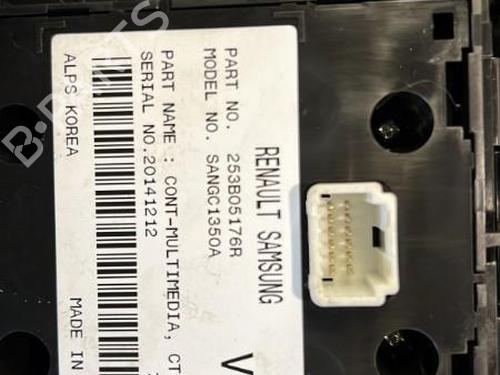 RENAULT SAMSUNG
PART NO. 253B05176R
MODEL NO. SANGC1350A
PART NAME : CONT-MULTIMEDIA, CT
SERIAL NO.20141212
ALPS KOREA
MADE IN
V
B-PARTS